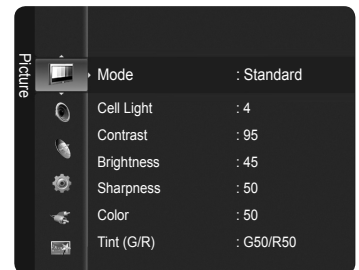 Picture
Mode : Standard
Cell Light : 4
Contrast : 95
Brightness : 45
Sharpness : 50
Color : 50
Tint (G/R) : G50/R50